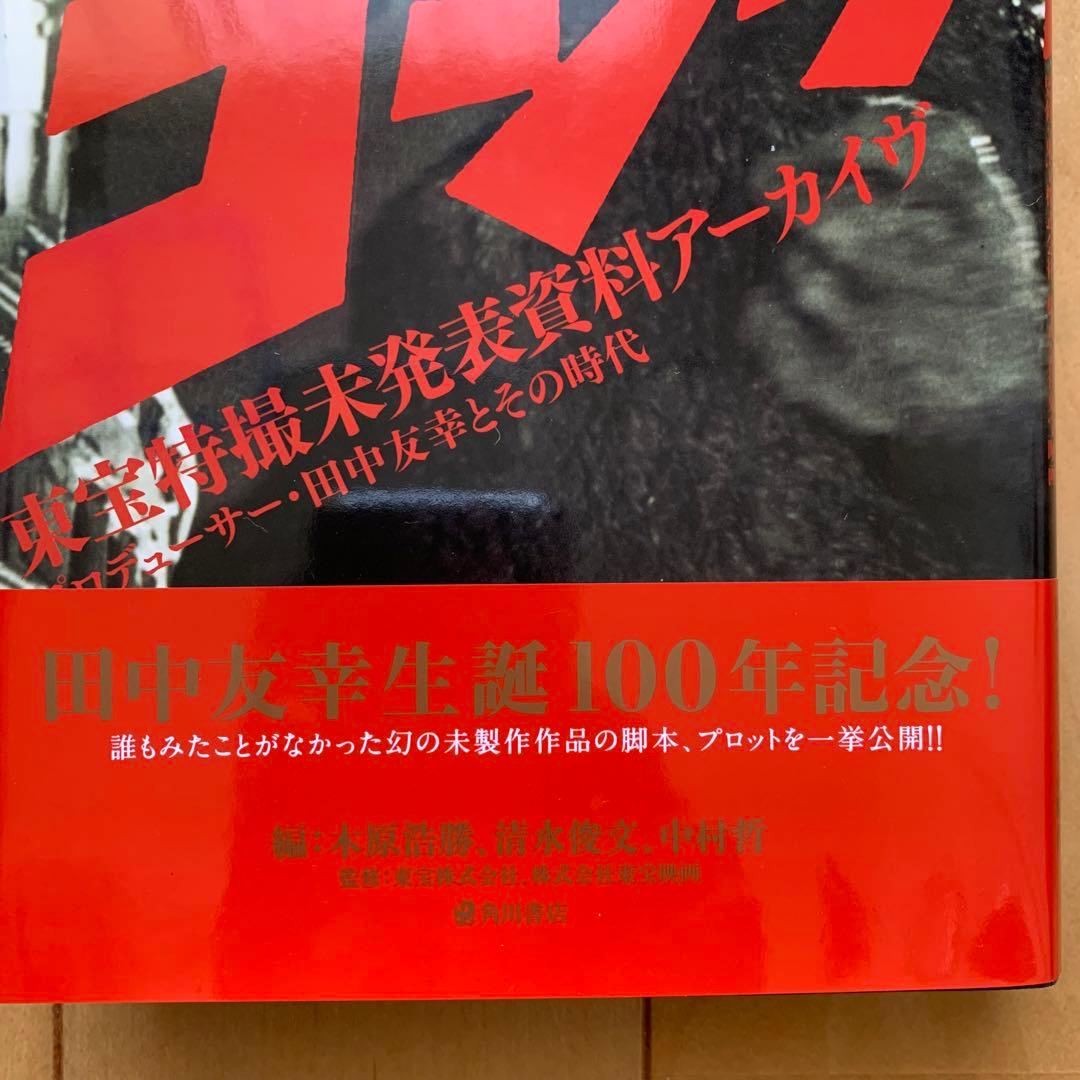 東宝特撮未発表資料アーカイヴ
プロデューサー・田中友幸とその時代
田中友幸生誕100年記念!
誰もみたことがなかった幻の未製作作品の脚本、プロットを一挙公開!!
編:木原浩勝、清水俊文、中村哲
監修:東宝株式会社、株式会社東宝映画
角川書店